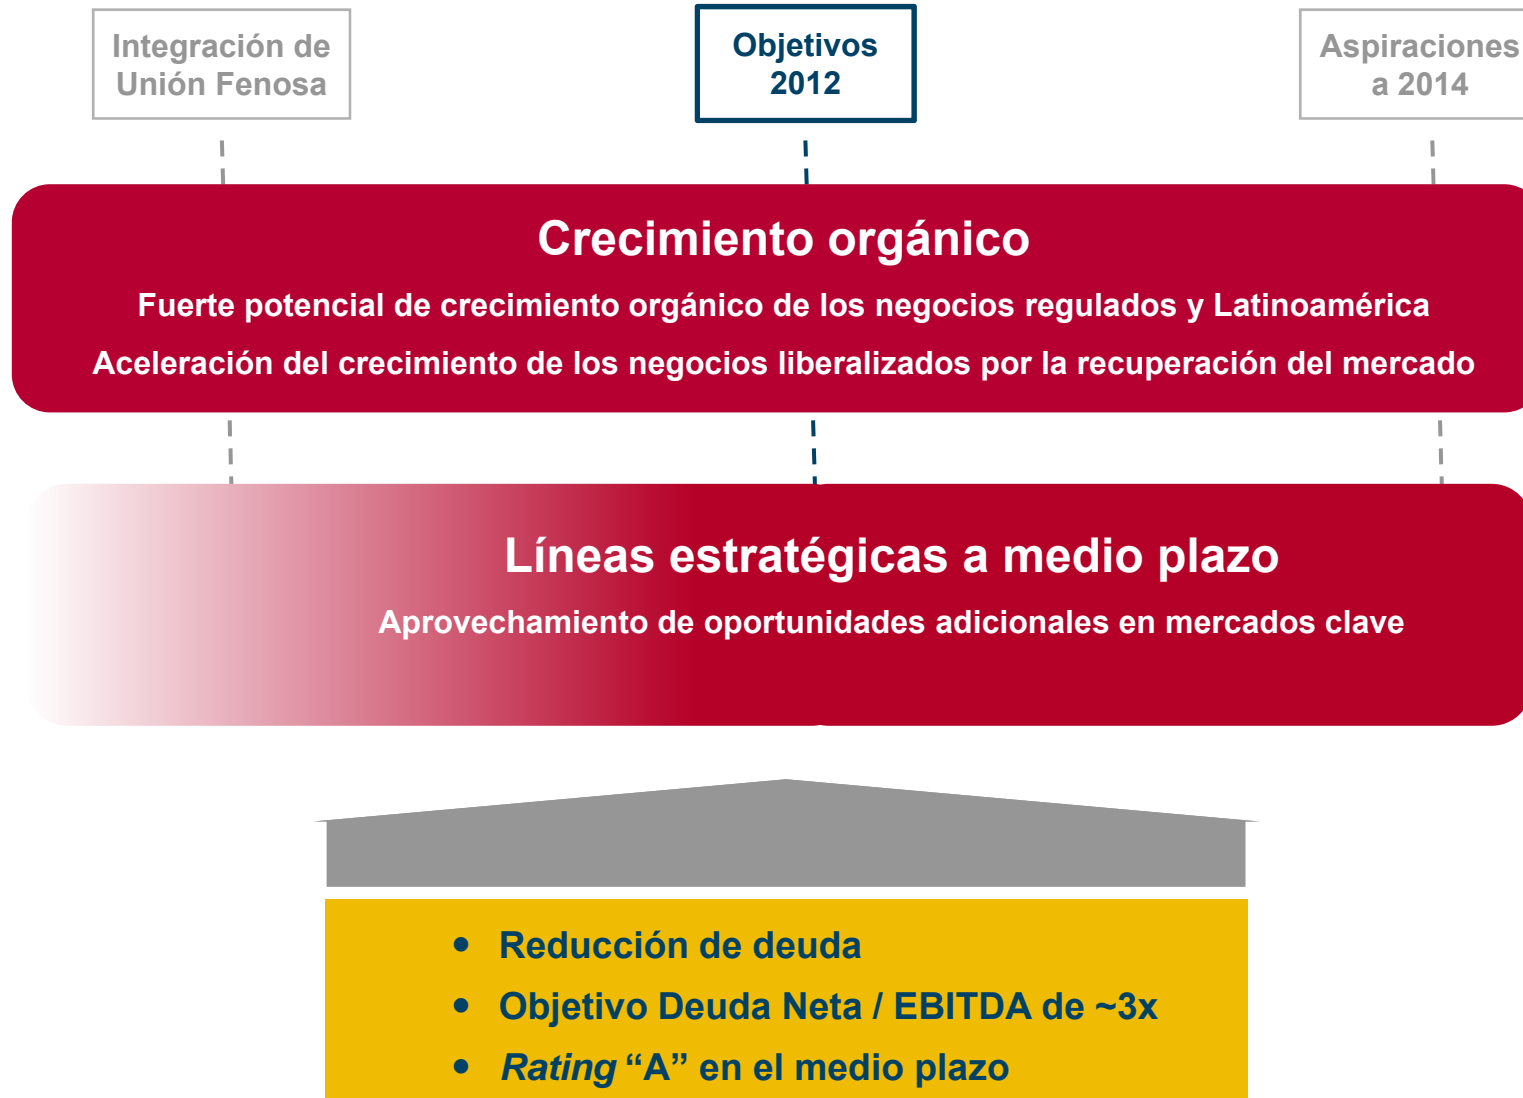 Integración de
Unión Fenosa
Objetivos
2012
Aspiraciones
a 2014
Crecimiento orgánico
Fuerte potencial de crecimiento orgánico de los negocios regulados y Latinoamérica
Aceleración del crecimiento de los negocios liberalizados por la recuperación del mercado
Líneas estratégicas a medio plazo
Aprovechamiento de oportunidades adicionales en mercados clave
• Reducción de deuda
• Objetivo Deuda Neta / EBITDA de ~3x
• Rating “A” en el medio plazo